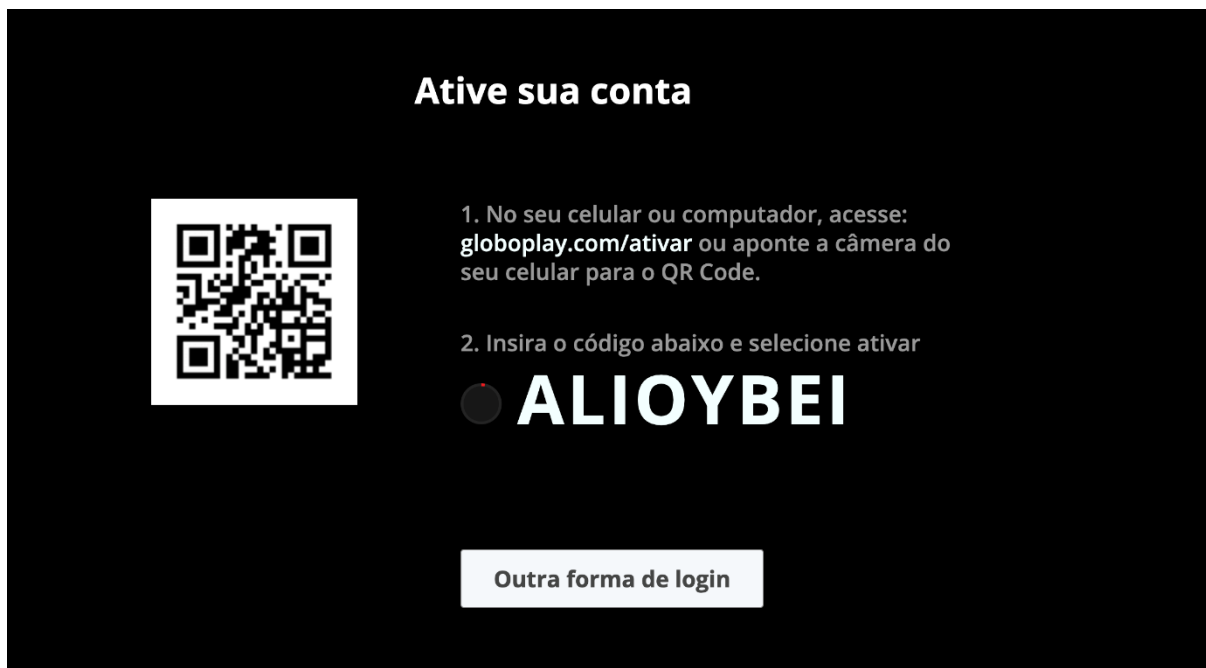 Ative sua conta
1. No seu celular ou computador, acesse:
globoplay.com/ativar ou aponte a câmera do
seu celular para o QR Code.
2. Insira o código abaixo e selecione ativar
ALIOYBEI
Outra forma de login